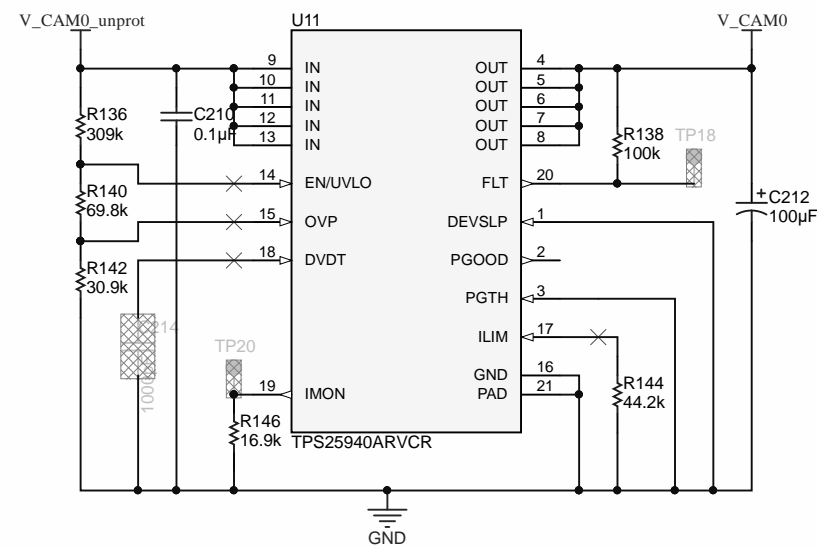 V_CAM0_unprot
U11
V_CAM0
9 IN OUT 4
10 IN OUT 5
11 IN OUT 6
12 IN OUT 7
13 IN OUT 8
R136
309k
C210
0.1µF
R138
100k
TP18
14 EN/UVLO FLT 20
R140
69.8k
15 OVP DEVSLP 1
C212
100µF
+
18 DVDT PGOOD 2
R142
30.9k
PGTH 3
ILIM 17
TP20
GND 16
PAD 21
19 IMON
R144
44.2k
R146
16.9k
TPS25940ARVCR
GND